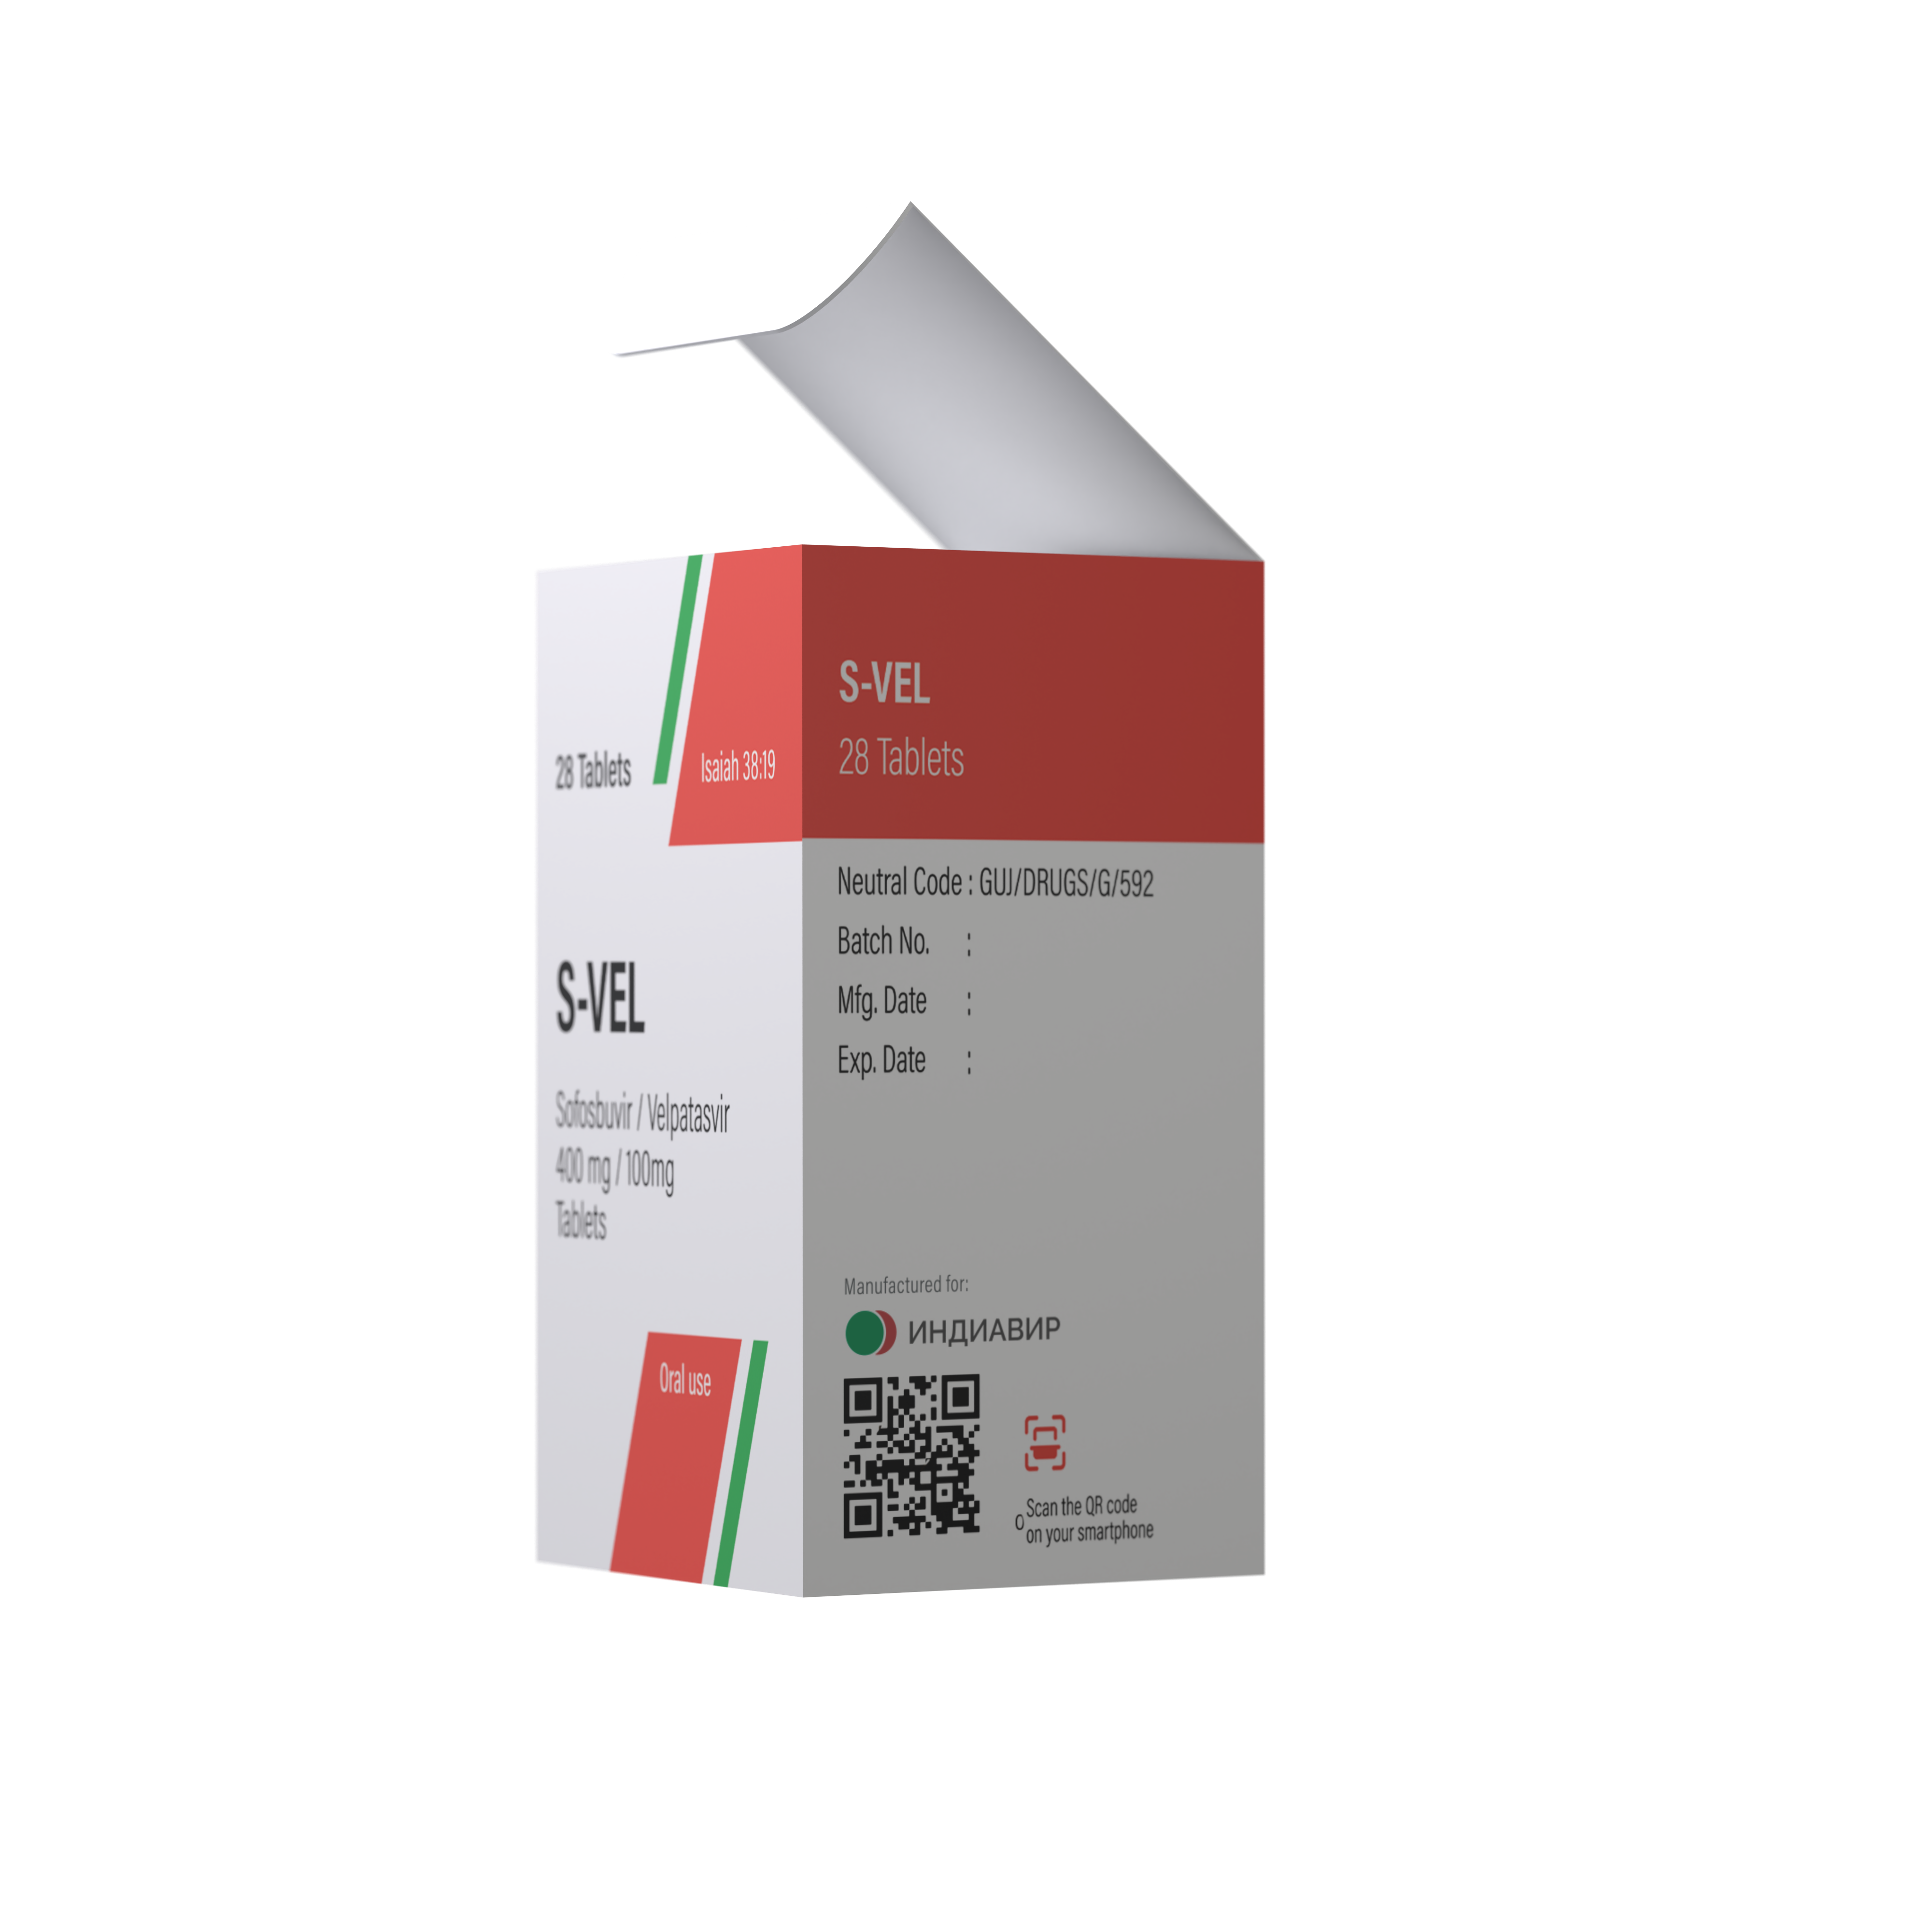 28 Tablets
Isaiah 38:19
S-VEL
Sofosbuvir / Velpatasvir
400 mg / 100mg
Tablets
Oral use
S-VEL
28 Tablets
Neutral Code : GUJ/DRUGS/G/592
Batch No. :
Mfg. Date :
Exp. Date :
Manufactured for:
ИНДИАВИР
Scan the QR code
o on your smartphone